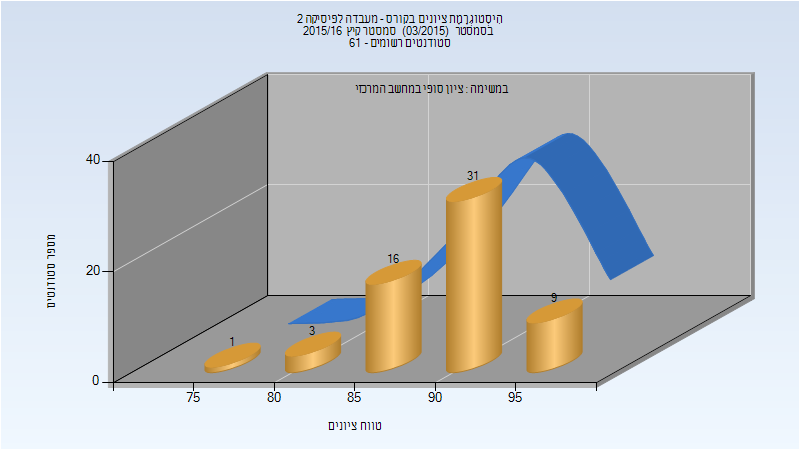 היסטוגרמת ציונים בקורס - מעבדה לפיסיקה 2
בסמסטר (03/2015) סמסטר קיץ 2015/16
סטודנטים רשומים - 61
במשימה : ציון סופי במחשב המרכזי
מספר סטודנטים
40
20
0
1
3
16
31
9
75
80
85
90
95
טווח ציונים